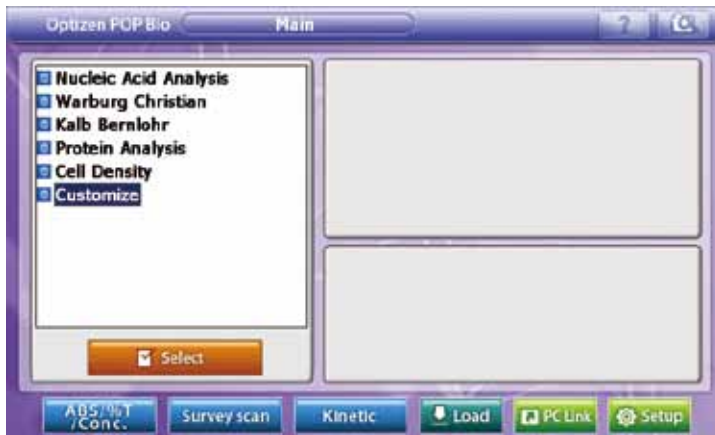 Optizen POP Bio
Main
?
Nucleic Acid Analysis
Warburg Christian
Kalb Bernlohr
Protein Analysis
Cell Density
Customize
Select
ABS/%T
/Conc.
Survey scan
Kinetic
Load
PC Link
Setup